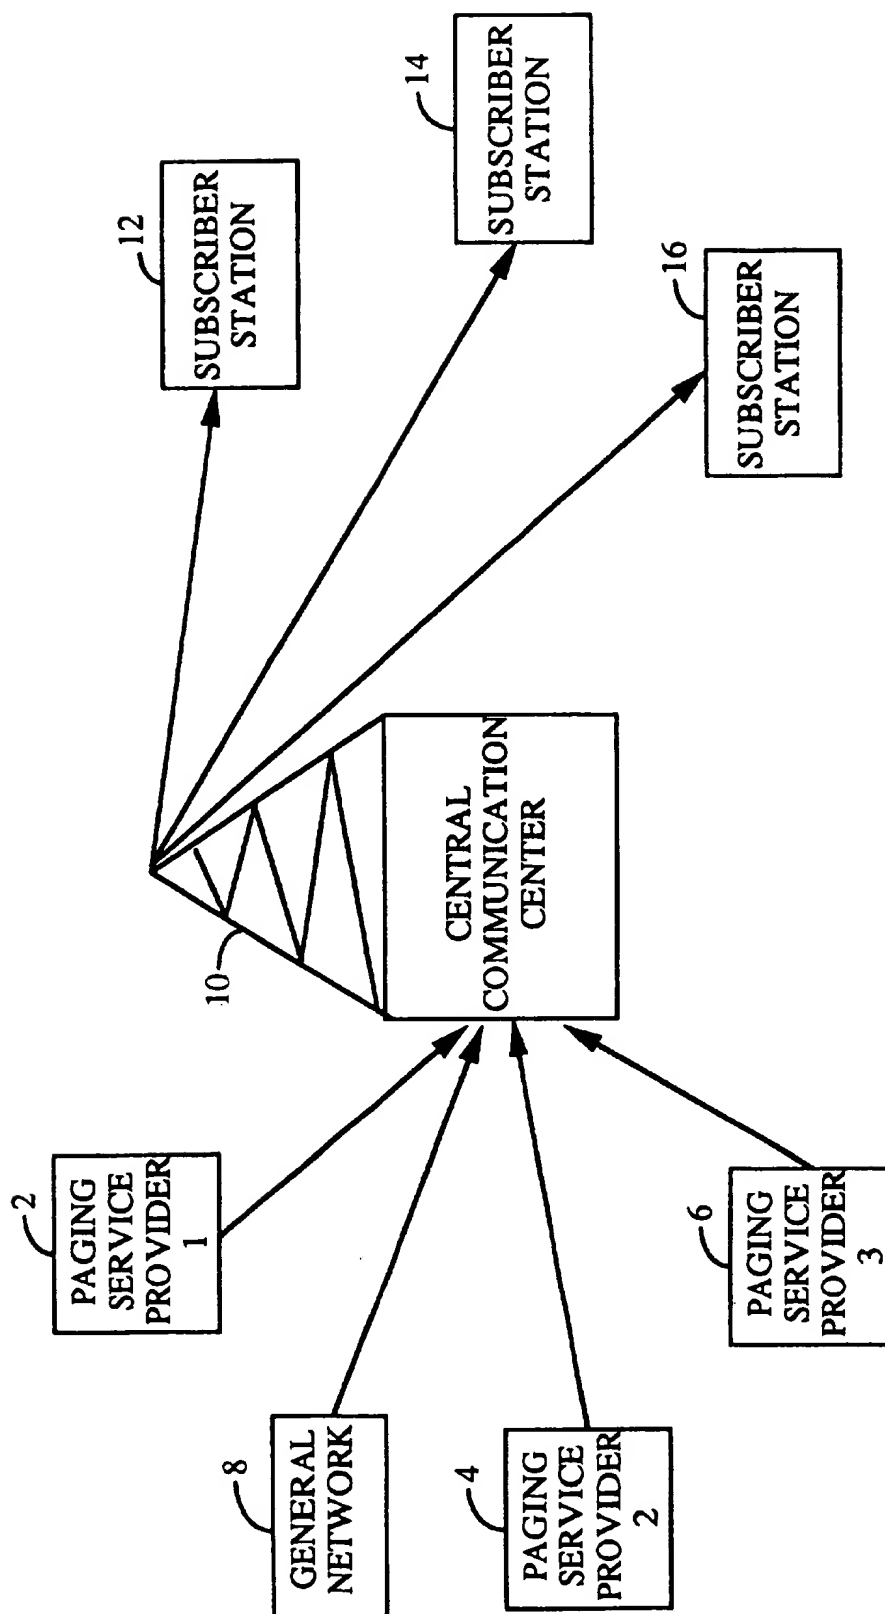 2
PAGING
SERVICE
PROVIDER
1
8
GENERAL
NETWORK
4
PAGING
SERVICE
PROVIDER
2
6
PAGING
SERVICE
PROVIDER
3
10
CENTRAL
COMMUNICATION
CENTER
12
SUBSCRIBER
STATION
14
SUBSCRIBER
STATION
16
SUBSCRIBER
STATION